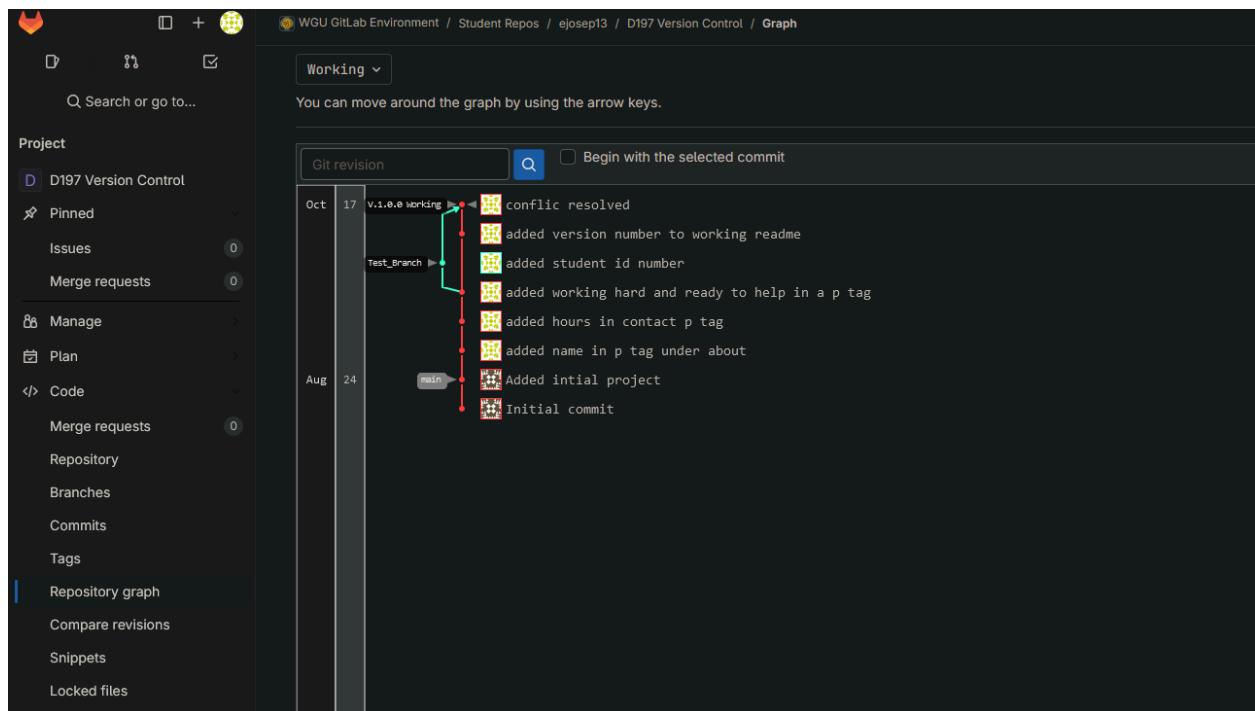 WGU GitLab Environment / Student Repos / ejosep13 / D197 Version Control / Graph
Search or go to...
Project
D D197 Version Control
Pinned
Issues 0
Merge requests 0
Manage
Plan
Code
Merge requests 0
Repository
Branches
Commits
Tags
Repository graph
Compare revisions
Snippets
Locked files
Working
You can move around the graph by using the arrow keys.
Git revision
Begin with the selected commit
Oct 17 V.1.0.0 Working conflic resolved
added version number to working readme
Test_Branch added student id number
added working hard and ready to help in a p tag
added hours in contact p tag
added name in p tag under about
Aug 24 main Added intial project
Initial commit